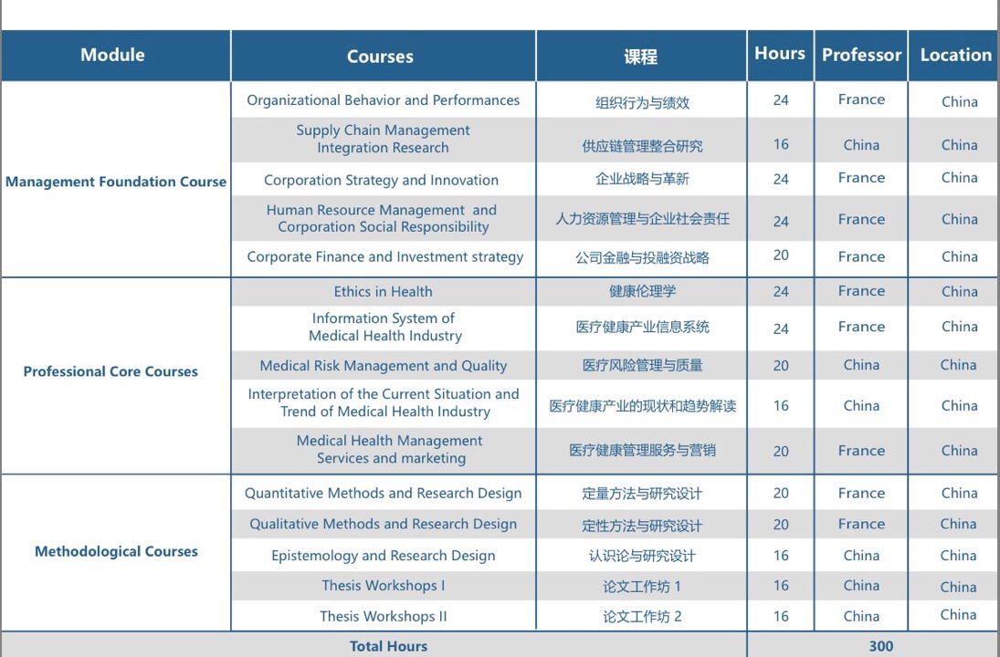 Module Courses 课程 Hours Professor Location
Management Foundation Course
Organizational Behavior and Performances 组织行为与绩效 24 France China
Supply Chain Management
Integration Research 供应链管理整合研究 16 China China
Corporation Strategy and Innovation 企业战略与革新 24 France China
Human Resource Management and
Corporation Social Responsibility 人力资源管理与企业社会责任 24 France China
Corporate Finance and Investment strategy 公司金融与投融资战略 20 France China
Professional Core Courses
Ethics in Health 健康伦理学 24 France China
Information System of
Medical Health Industry 医疗健康产业信息系统 24 France China
Medical Risk Management and Quality 医疗风险管理与质量 20 China China
Interpretation of the Current Situation and
Trend of Medical Health Industry 医疗健康产业的现状和趋势解读 16 China China
Medical Health Management
Services and marketing 医疗健康管理服务与营销 20 France China
Methodological Courses
Quantitative Methods and Research Design 定量方法与研究设计 20 France China
Qualitative Methods and Research Design 定性方法与研究设计 20 France China
Epistemology and Research Design 认识论与研究设计 16 China China
Thesis Workshops I 论文工作坊 1 16 China China
Thesis Workshops II 论文工作坊 2 16 China China
Total Hours 300